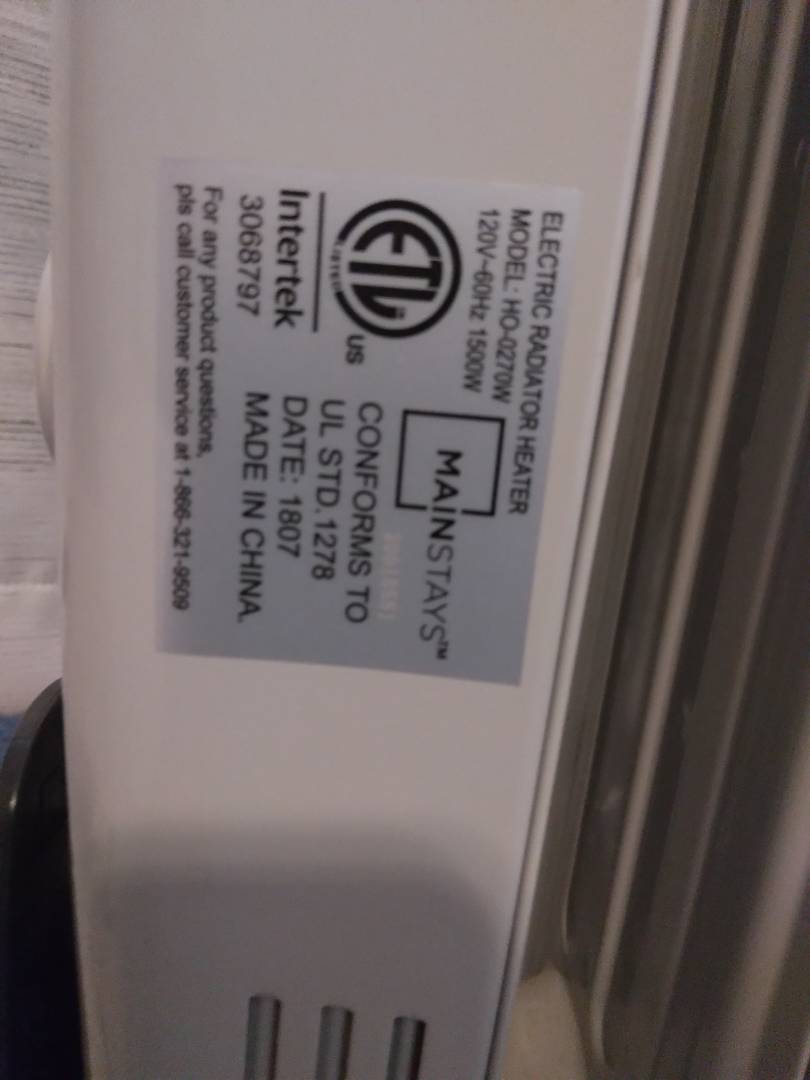 ELECTRIC RADIATOR HEATER
MODEL: HO-0270W
120V~60Hz 1500W
MAINSTAYS™
ETL
US
Intertek
3068797
CONFORMS TO
UL STD.1278
DATE: 1807
MADE IN CHINA.
For any product questions,
pls call customer service at 1-866-321-9509